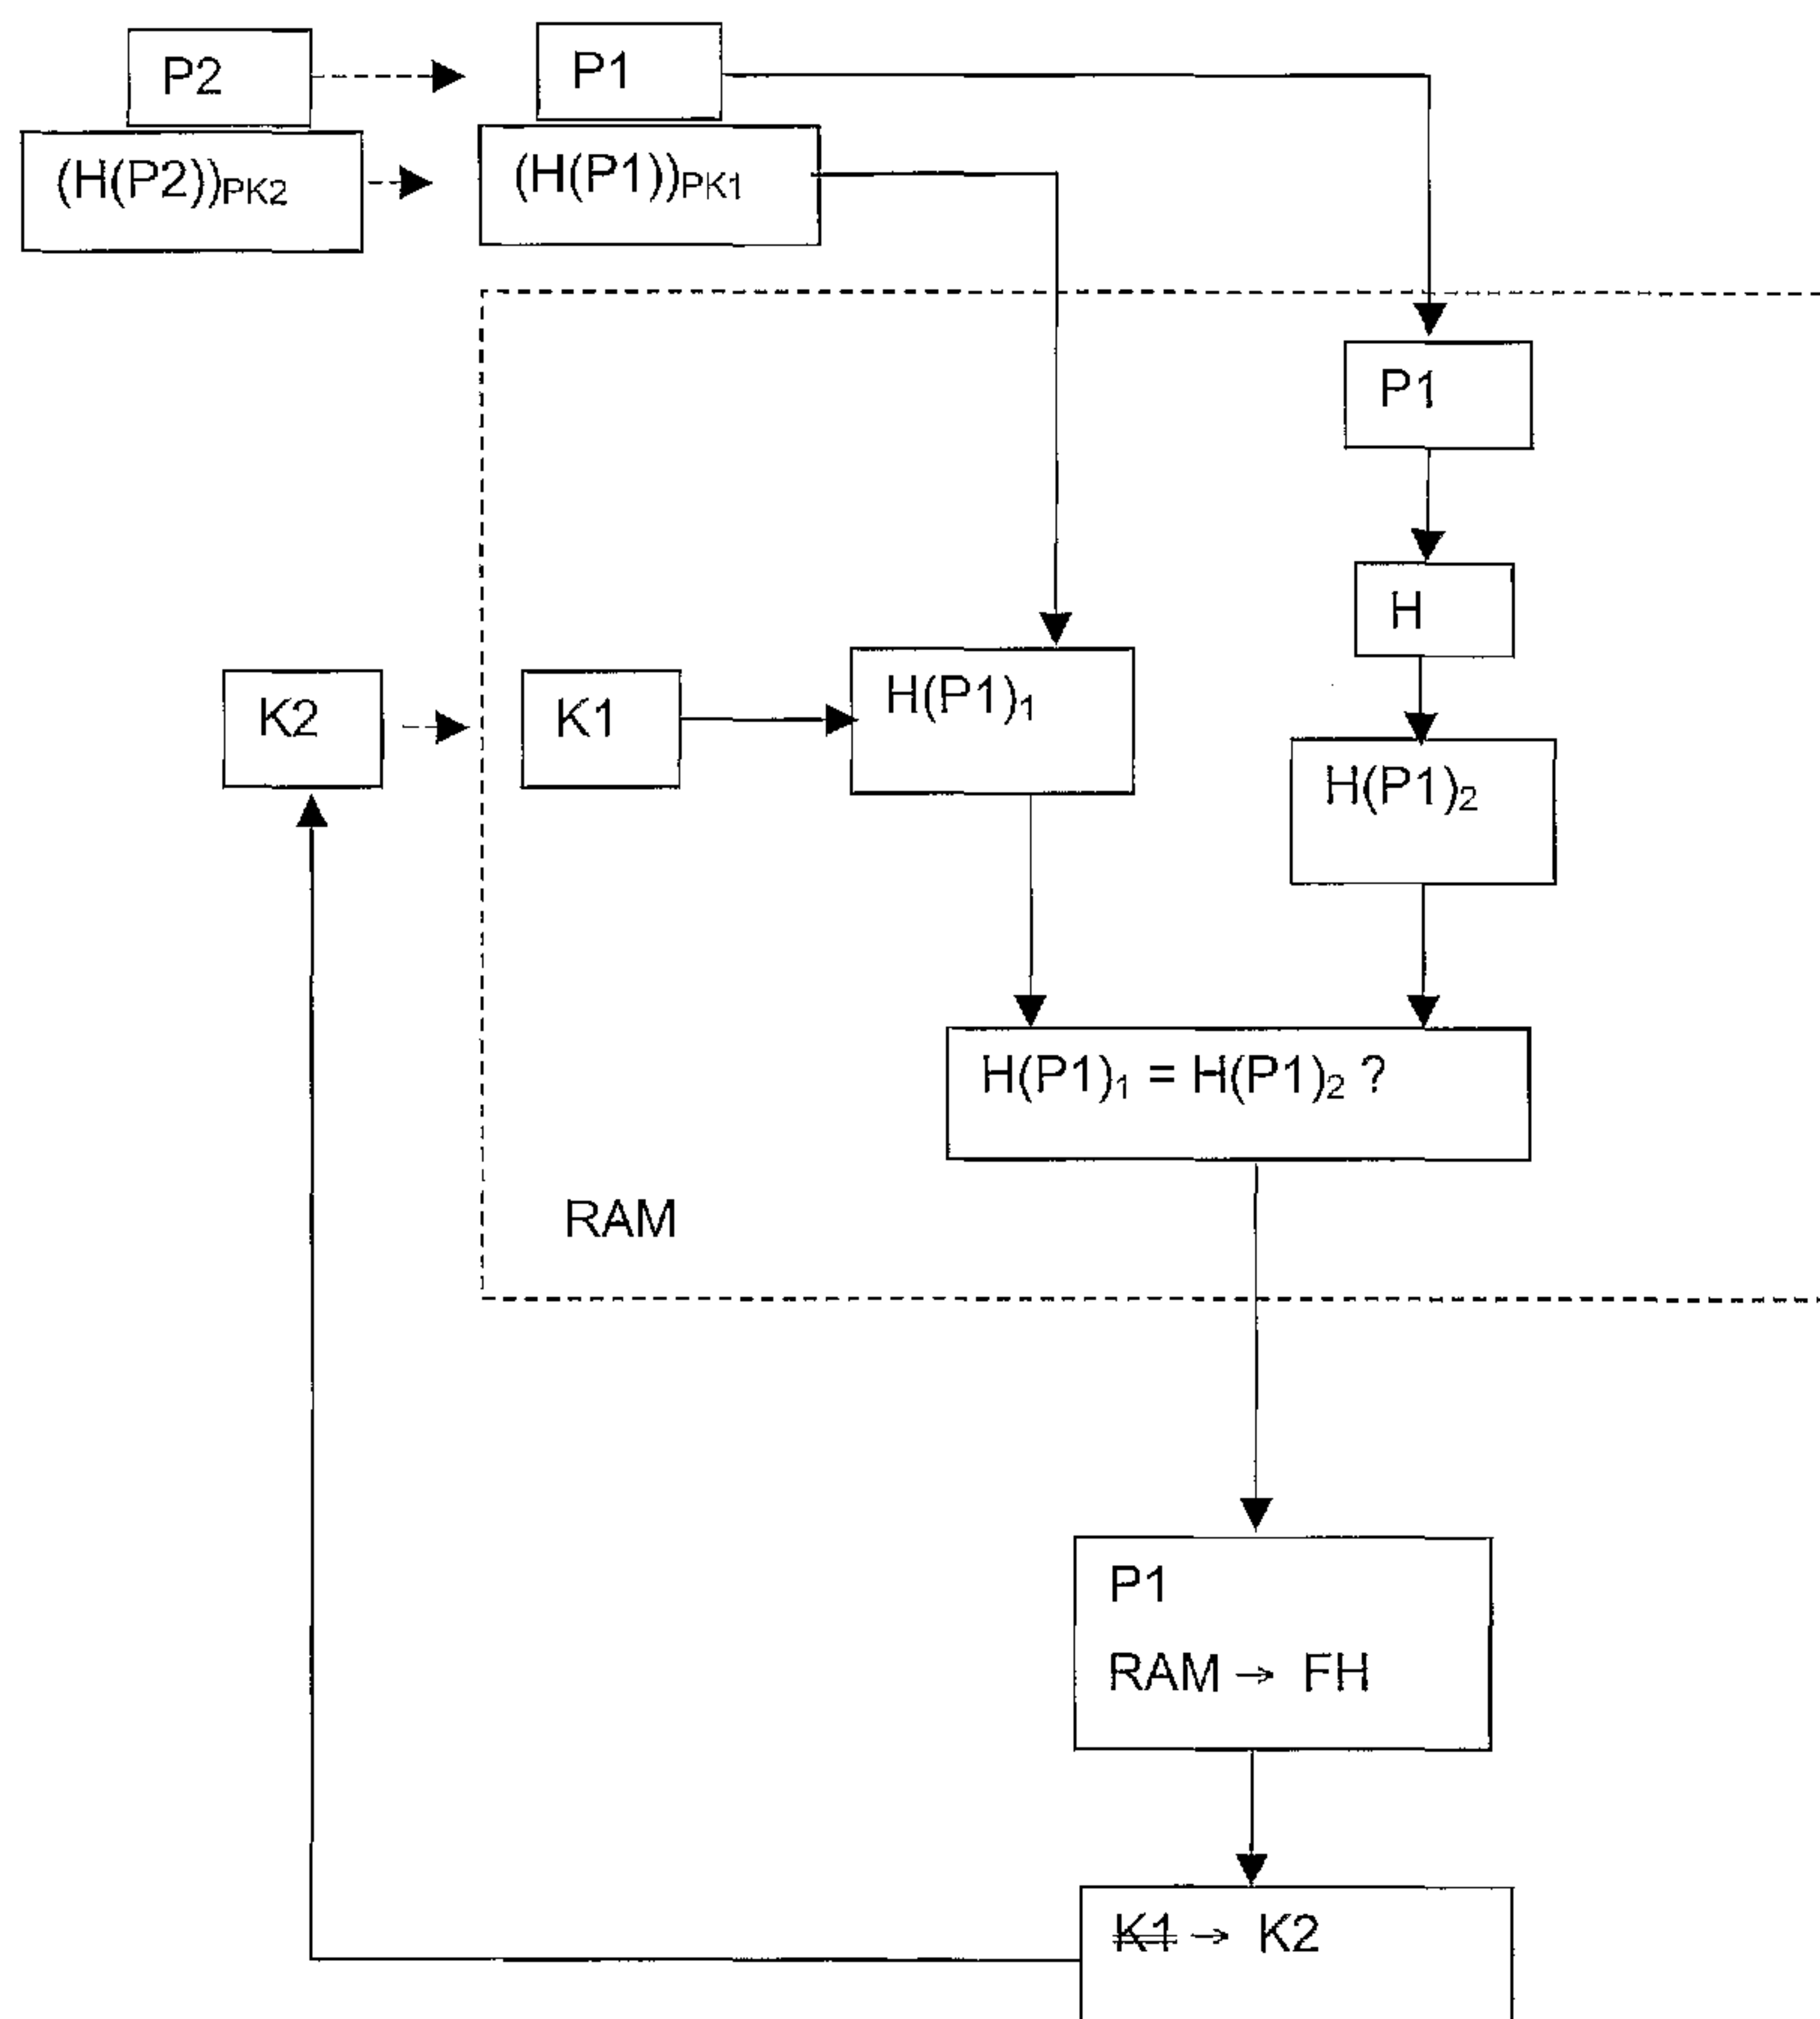 P2
P1
(H(P2))PK2
(H(P1))PK1
P1
H
K2
K1
H(P1)1
H(P1)2
H(P1)1 = H(P1)2 ?
RAM
P1
RAM → FH
K1 → K2